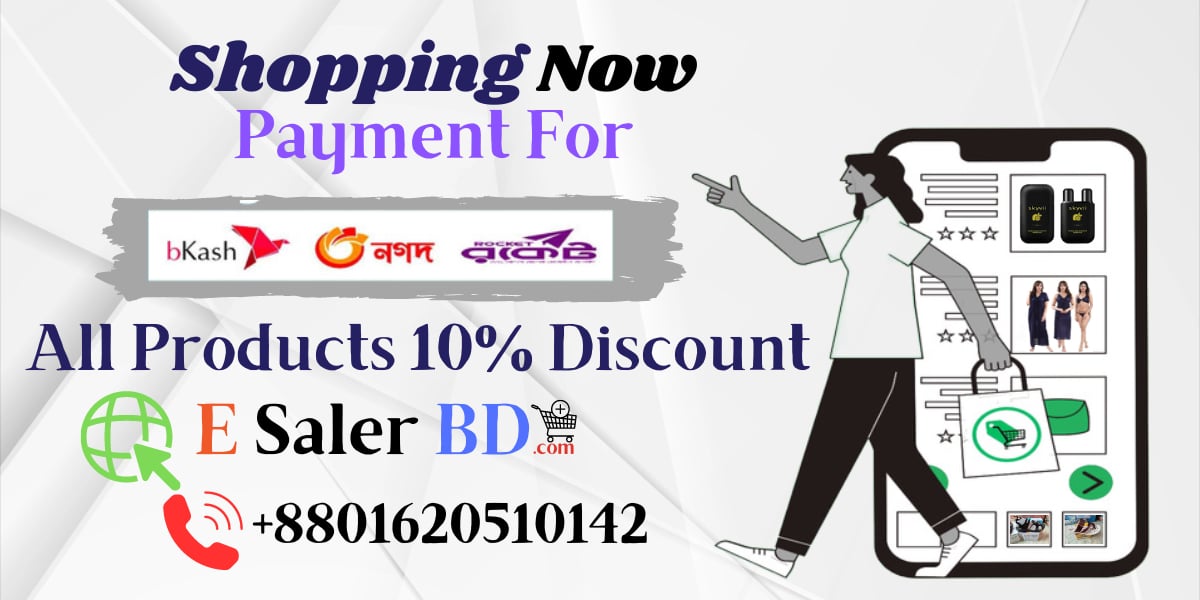 Shopping Now
Payment For
bKash নগদ ROCKET রকেট
All Products 10% Discount
E Saler BD
.com
+8801620510142